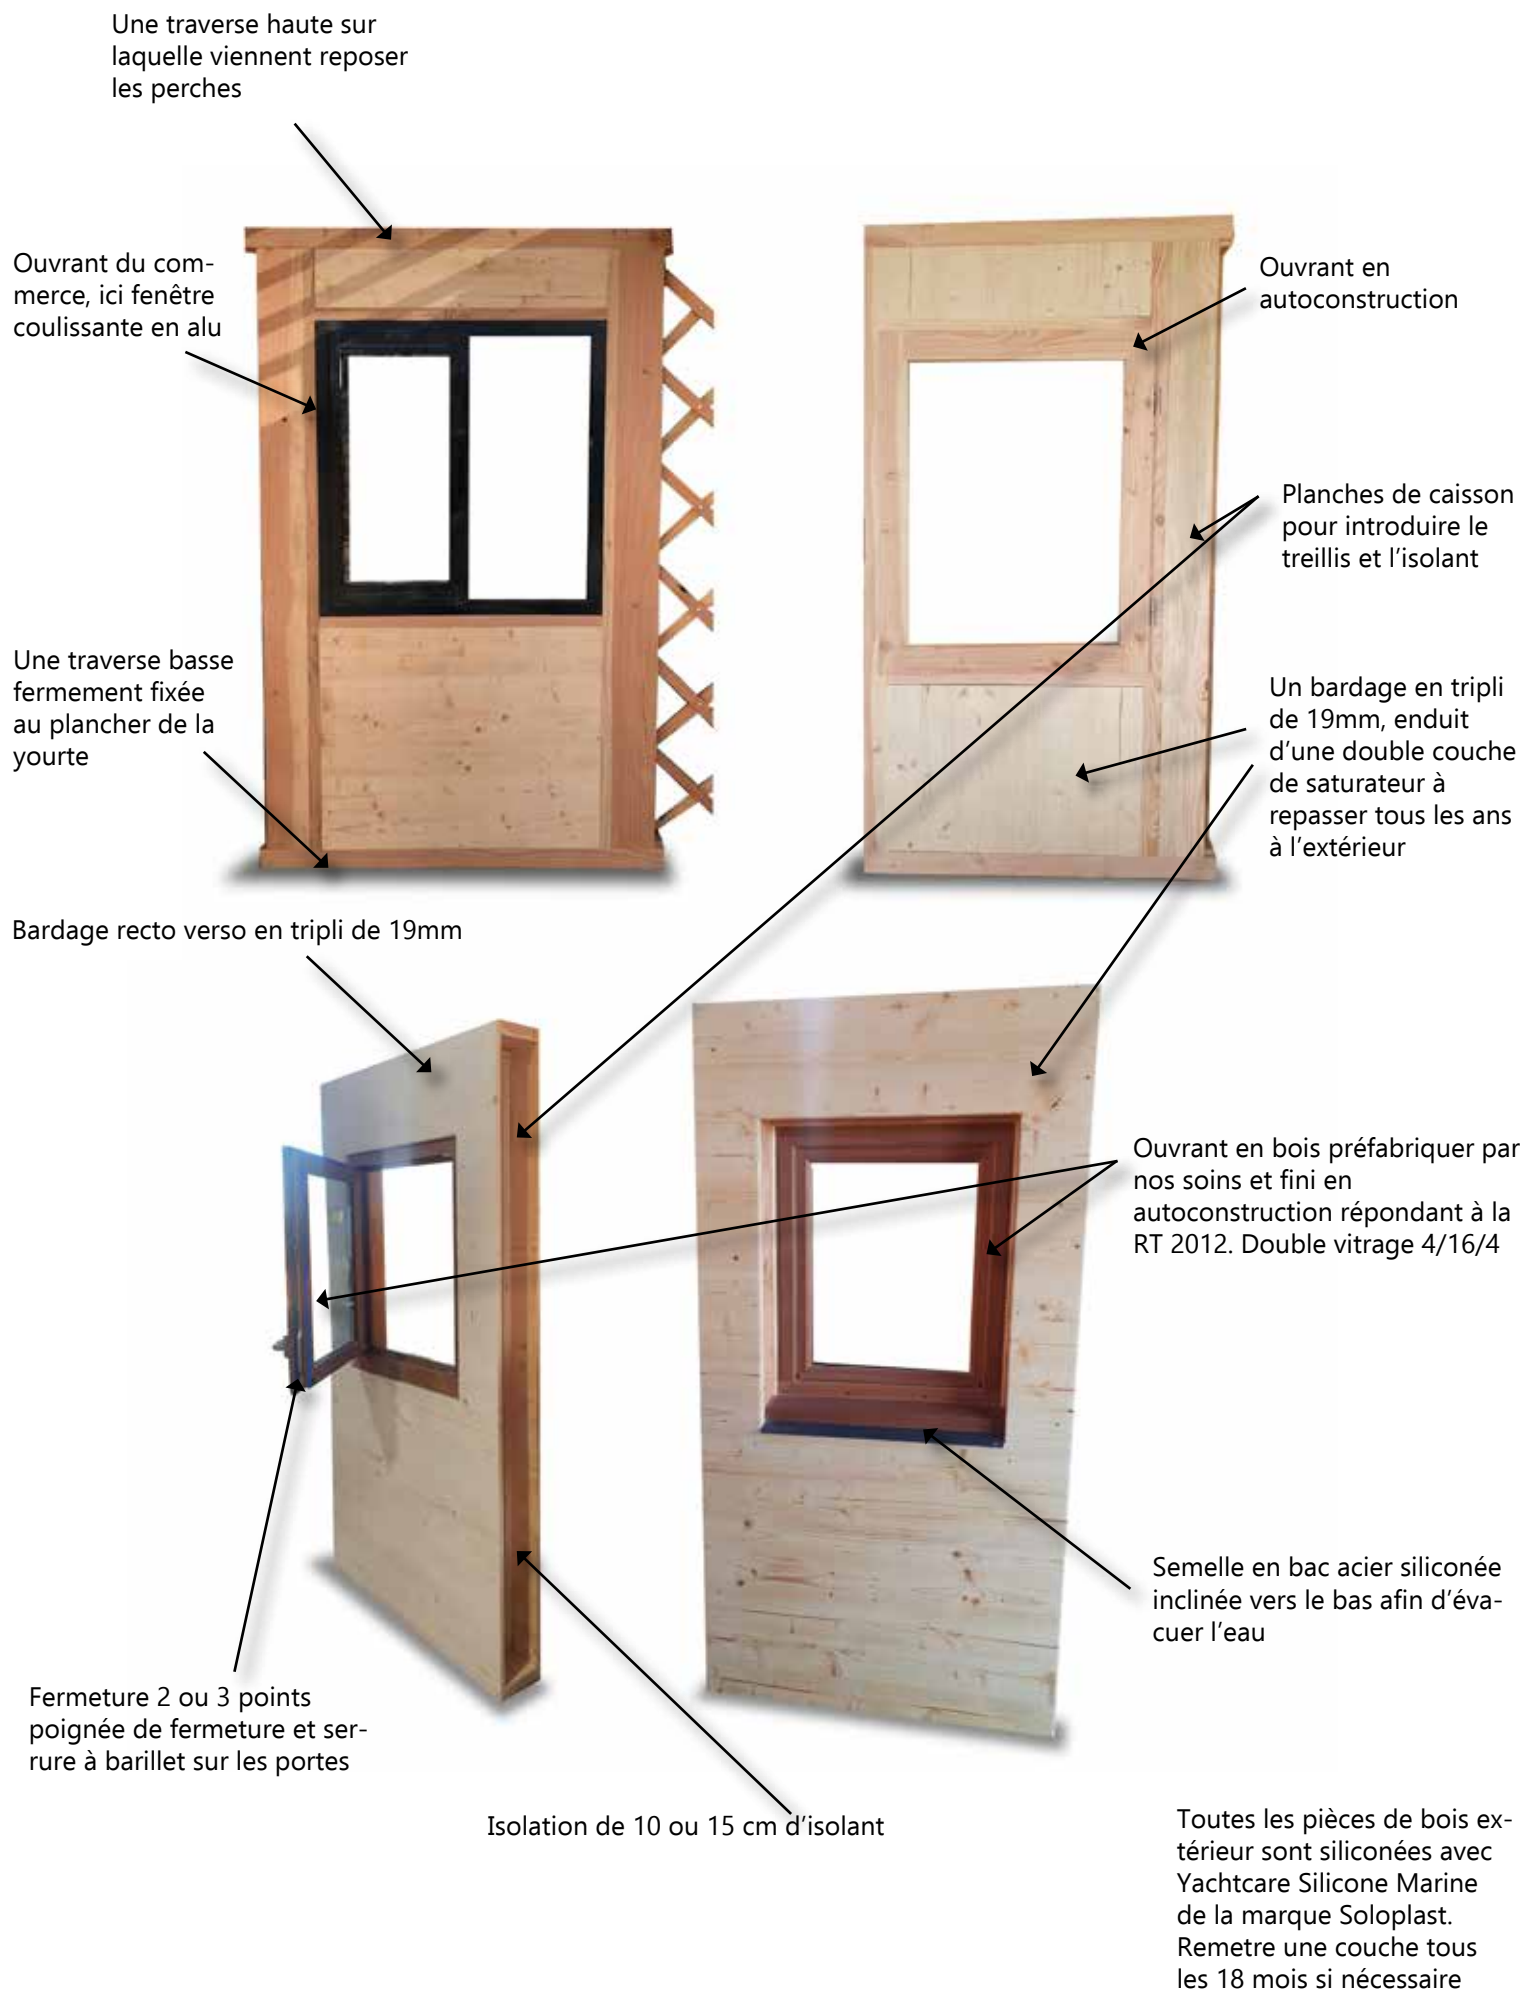 Une traverse haute sur
laquelle viennent reposer
les perches
Ouvrant du com-
merce, ici fenêtre
coulissante en alu
Ouvrant en
autoconstruction
Planches de caisson
pour introduire le
treillis et l'isolant
Une traverse basse
fermement fixée
au plancher de la
yourte
Un bardage en tripli
de 19mm, enduit
d'une double couche
de saturateur à
repasser tous les ans
à l'extérieur
Bardage recto verso en tripli de 19mm
Ouvrant en bois préfabriquer par
nos soins et fini en
autoconstruction répondant à la
RT 2012. Double vitrage 4/16/4
Semelle en bac acier siliconée
inclinée vers le bas afin d'éva-
cuer l'eau
Fermeture 2 ou 3 points
poignée de fermeture et ser-
rure à barillet sur les portes
Isolation de 10 ou 15 cm d'isolant
Toutes les pièces de bois ex-
térieur sont siliconées avec
Yachtcare Silicone Marine
de la marque Soloplast.
Remetre une couche tous
les 18 mois si nécessaire